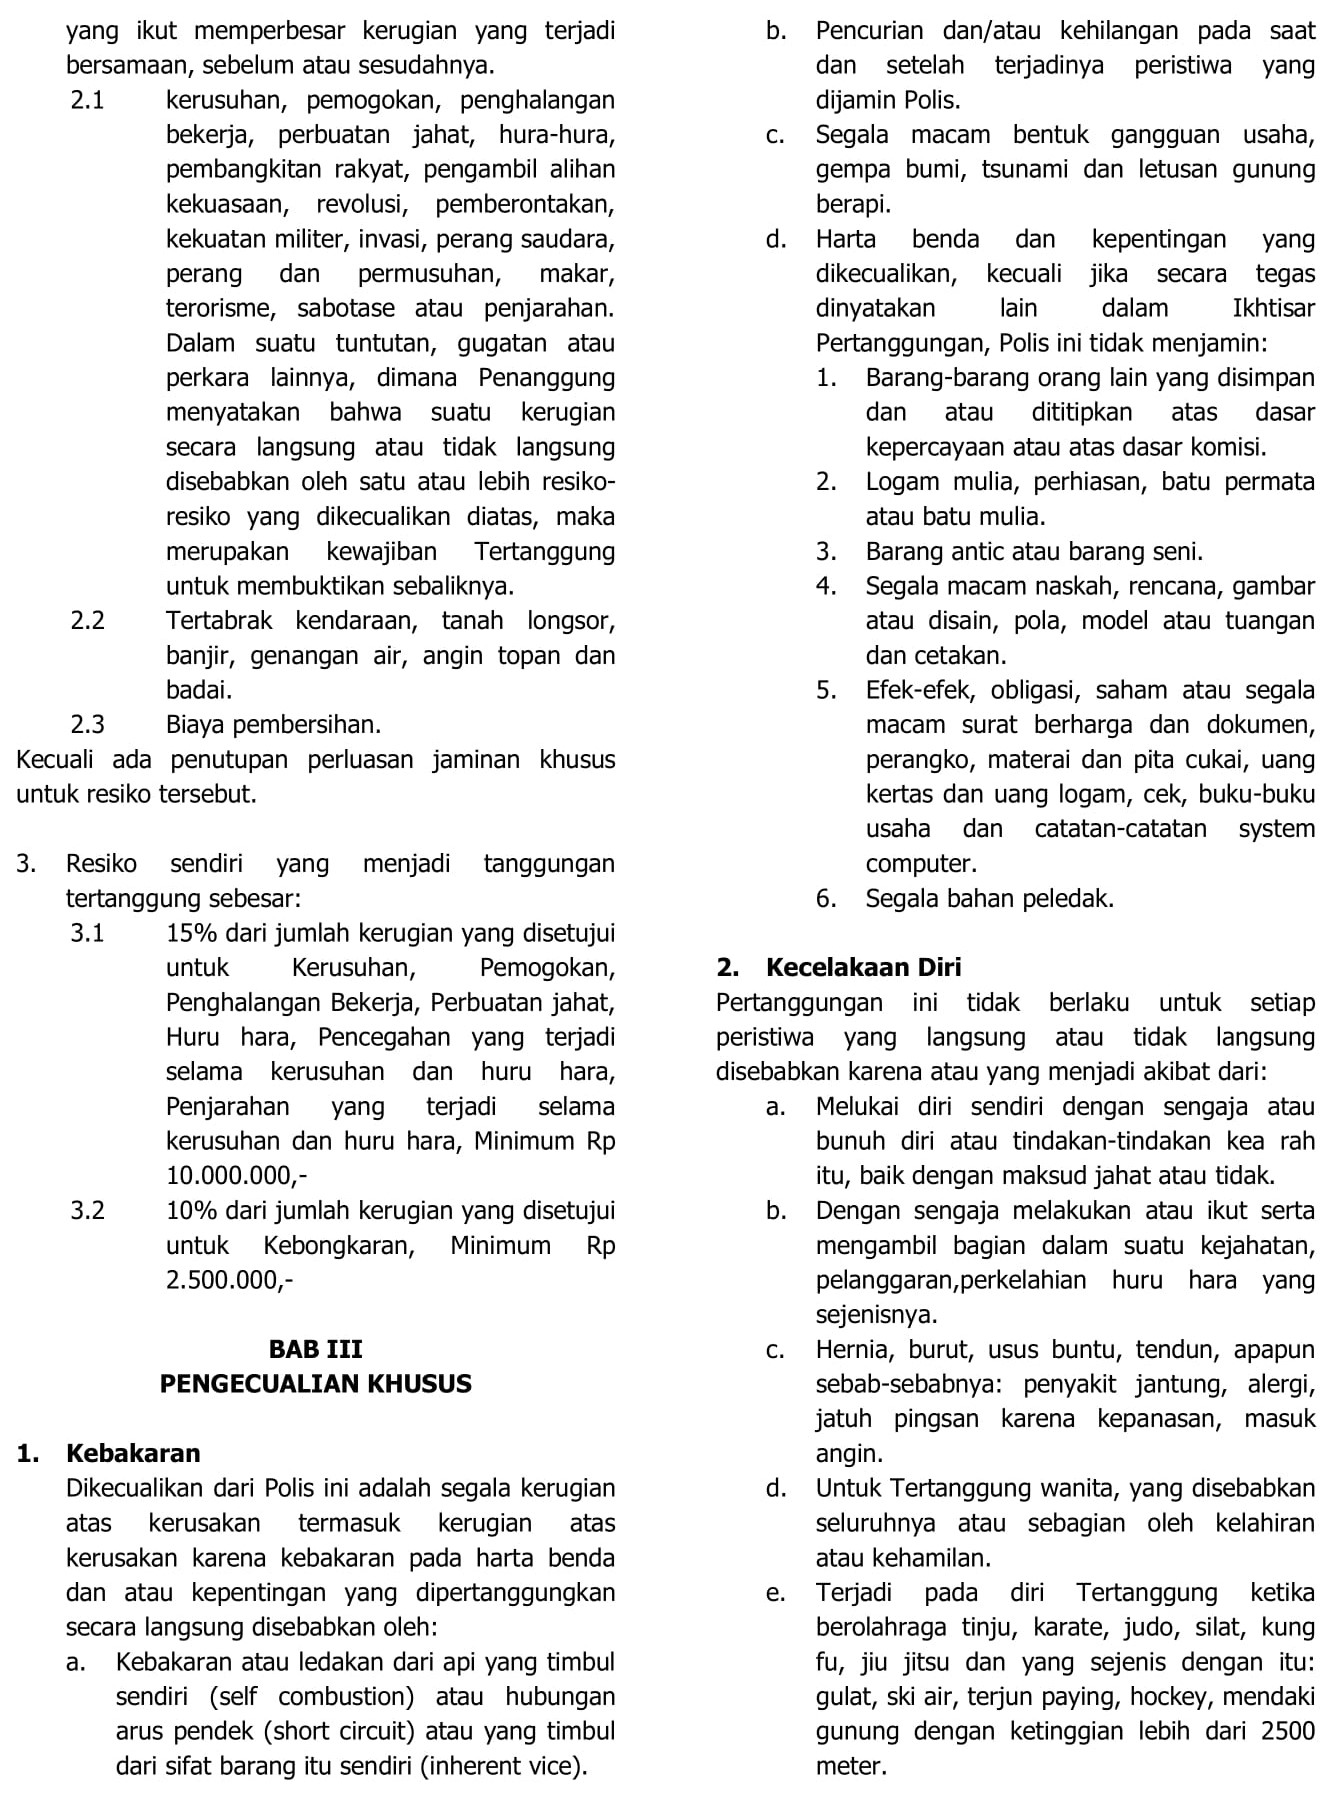 yang ikut memperbesar kerugian yang terjadi
bersamaan, sebelum atau sesudahnya.
2.1 kerusuhan, pemogokan, penghalangan
bekerja, perbuatan jahat, hura-hura,
pembangkitan rakyat, pengambil alihan
kekuasaan, revolusi, pemberontakan,
kekuatan militer, invasi, perang saudara,
perang dan permusuhan, makar,
terorisme, sabotase atau penjarahan.
Dalam suatu tuntutan, gugatan atau
perkara lainnya, dimana Penanggung
menyatakan bahwa suatu kerugian
secara langsung atau tidak langsung
disebabkan oleh satu atau lebih resiko-
resiko yang dikecualikan diatas, maka
merupakan kewajiban Tertanggung
untuk membuktikan sebaliknya.
2.2 Tertabrak kendaraan, tanah longsor,
banjir, genangan air, angin topan dan
badai.
2.3 Biaya pembersihan.
Kecuali ada penutupan perluasan jaminan khusus
untuk resiko tersebut.
3. Resiko sendiri yang menjadi tanggungan
tertanggung sebesar:
3.1 15% dari jumlah kerugian yang disetujui
untuk Kerusuhan, Pemogokan,
Penghalangan Bekerja, Perbuatan jahat,
Huru hara, Pencegahan yang terjadi
selama kerusuhan dan huru hara,
Penjarahan yang terjadi selama
kerusuhan dan huru hara, Minimum Rp
10.000.000,-
3.2 10% dari jumlah kerugian yang disetujui
untuk Kebongkaran, Minimum Rp
2.500.000,-
BAB III
PENGECUALIAN KHUSUS
1. Kebakaran
Dikecualikan dari Polis ini adalah segala kerugian
atas kerusakan termasuk kerugian atas
kerusakan karena kebakaran pada harta benda
dan atau kepentingan yang dipertanggungkan
secara langsung disebabkan oleh:
a. Kebakaran atau ledakan dari api yang timbul
sendiri (self combustion) atau hubungan
arus pendek (short circuit) atau yang timbul
dari sifat barang itu sendiri (inherent vice).
b. Pencurian dan/atau kehilangan pada saat
dan setelah terjadinya peristiwa yang
dijamin Polis.
c. Segala macam bentuk gangguan usaha,
gempa bumi, tsunami dan letusan gunung
berapi.
d. Harta benda dan kepentingan yang
dikecualikan, kecuali jika secara tegas
dinyatakan lain dalam Ikhtisar
Pertanggungan, Polis ini tidak menjamin:
1. Barang-barang orang lain yang disimpan
dan atau dititipkan atas dasar
kepercayaan atau atas dasar komisi.
2. Logam mulia, perhiasan, batu permata
atau batu mulia.
3. Barang antic atau barang seni.
4. Segala macam naskah, rencana, gambar
atau disain, pola, model atau tuangan
dan cetakan.
5. Efek-efek, obligasi, saham atau segala
macam surat berharga dan dokumen,
perangko, materai dan pita cukai, uang
kertas dan uang logam, cek, buku-buku
usaha dan catatan-catatan system
computer.
6. Segala bahan peledak.
2. Kecelakaan Diri
Pertanggungan ini tidak berlaku untuk setiap
peristiwa yang langsung atau tidak langsung
disebabkan karena atau yang menjadi akibat dari:
a. Melukai diri sendiri dengan sengaja atau
bunuh diri atau tindakan-tindakan kea rah
itu, baik dengan maksud jahat atau tidak.
b. Dengan sengaja melakukan atau ikut serta
mengambil bagian dalam suatu kejahatan,
pelanggaran,perkelahian huru hara yang
sejenisnya.
c. Hernia, burut, usus buntu, tendun, apapun
sebab-sebabnya: penyakit jantung, alergi,
jatuh pingsan karena kepanasan, masuk
angin.
d. Untuk Tertanggung wanita, yang disebabkan
seluruhnya atau sebagian oleh kelahiran
atau kehamilan.
e. Terjadi pada diri Tertanggung ketika
berolahraga tinju, karate, judo, silat, kung
fu, jiu jitsu dan yang sejenis dengan itu:
gulat, ski air, terjun paying, hockey, mendaki
gunung dengan ketinggian lebih dari 2500
meter.